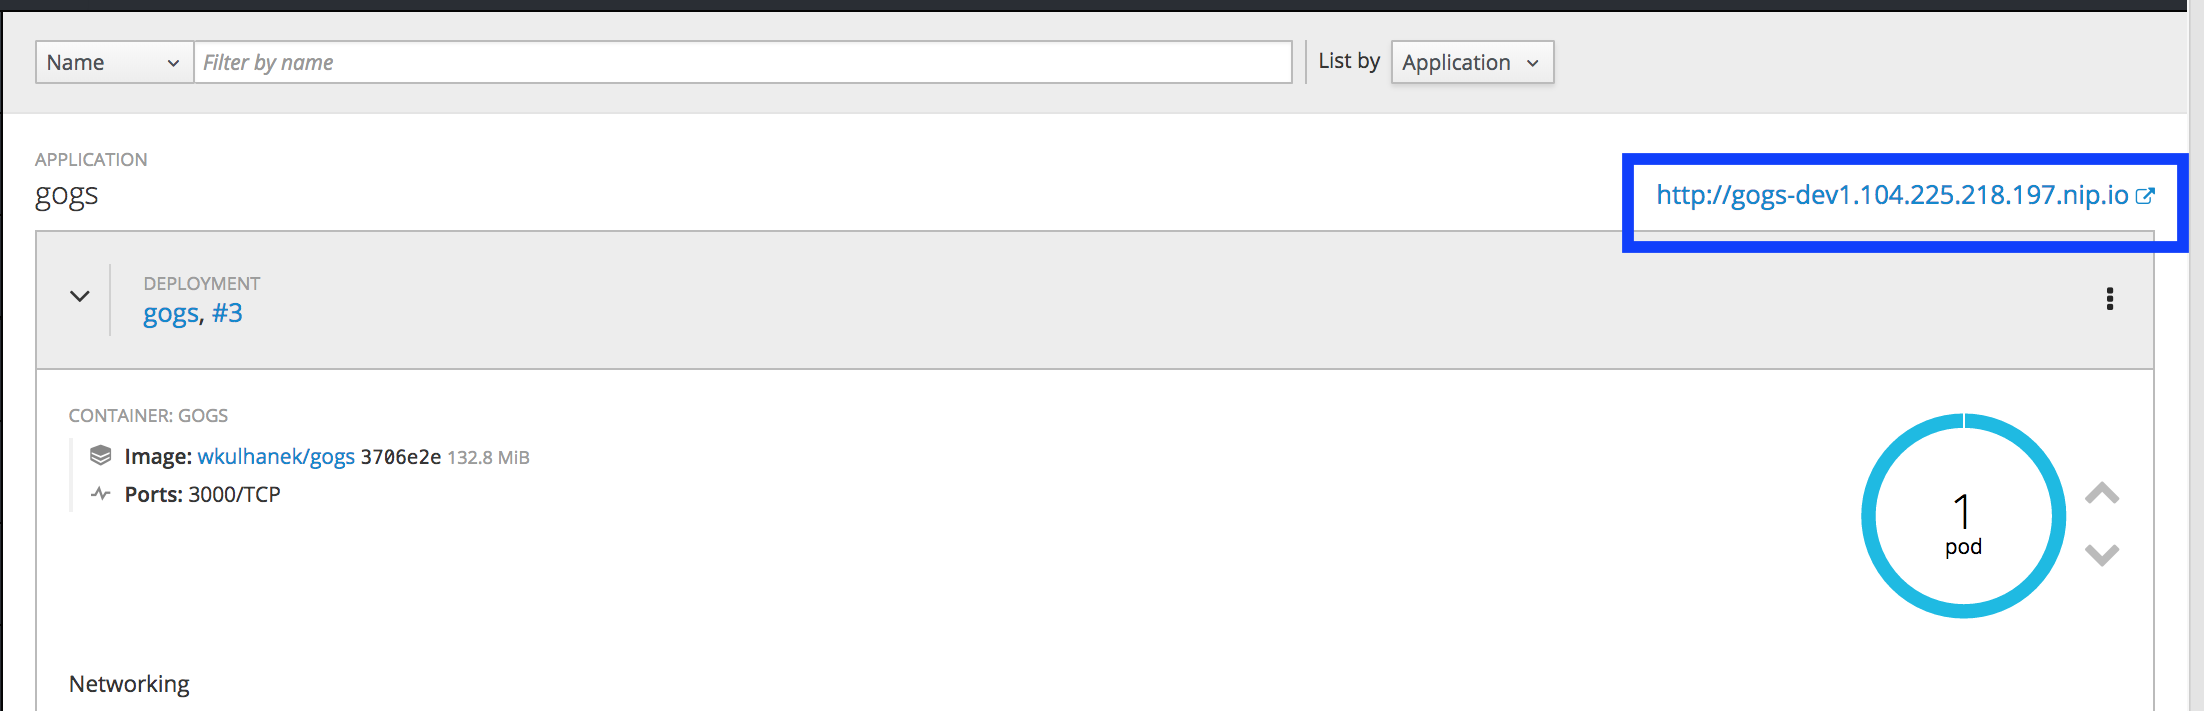 Name Filter by name List by Application
APPLICATION
gogs http://gogs-dev1.104.225.218.197.nip.io
DEPLOYMENT
gogs, #3
CONTAINER: GOGS
Image: wkulhanek/gogs 3706e2e 132.8 MiB
Ports: 3000/TCP
1
pod
Networking